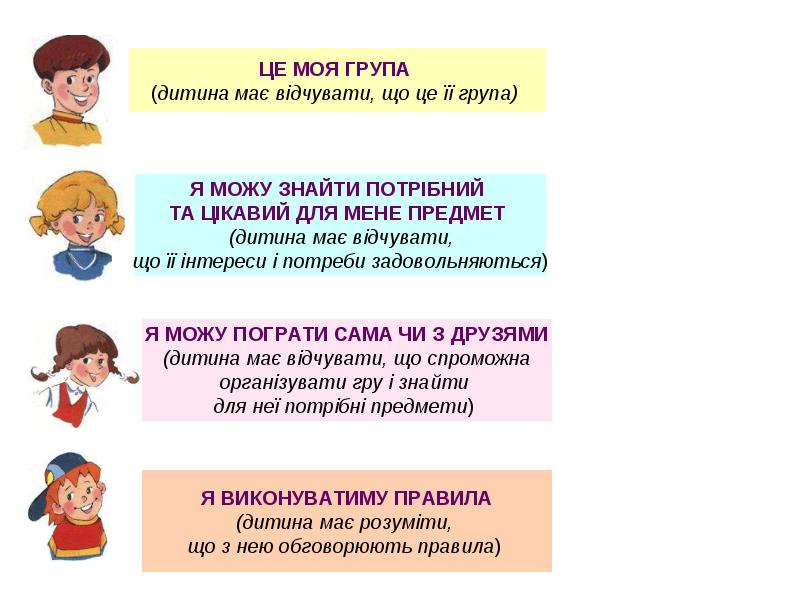 ЦЕ МОЯ ГРУПА
(дитина має відчувати, що це її група)
Я МОЖУ ЗНАЙТИ ПОТРІБНИЙ
ТА ЦІКАВИЙ ДЛЯ МЕНЕ ПРЕДМЕТ
(дитина має відчувати,
що її інтереси і потреби задовольняються)
Я МОЖУ ПОГРАТИ САМА ЧИ З ДРУЗЯМИ
(дитина має відчувати, що спроможна
організувати гру і знайти
для неї потрібні предмети)
Я ВИКОНУВАТИМУ ПРАВИЛА
(дитина має розуміти,
що з нею обговорюють правила)